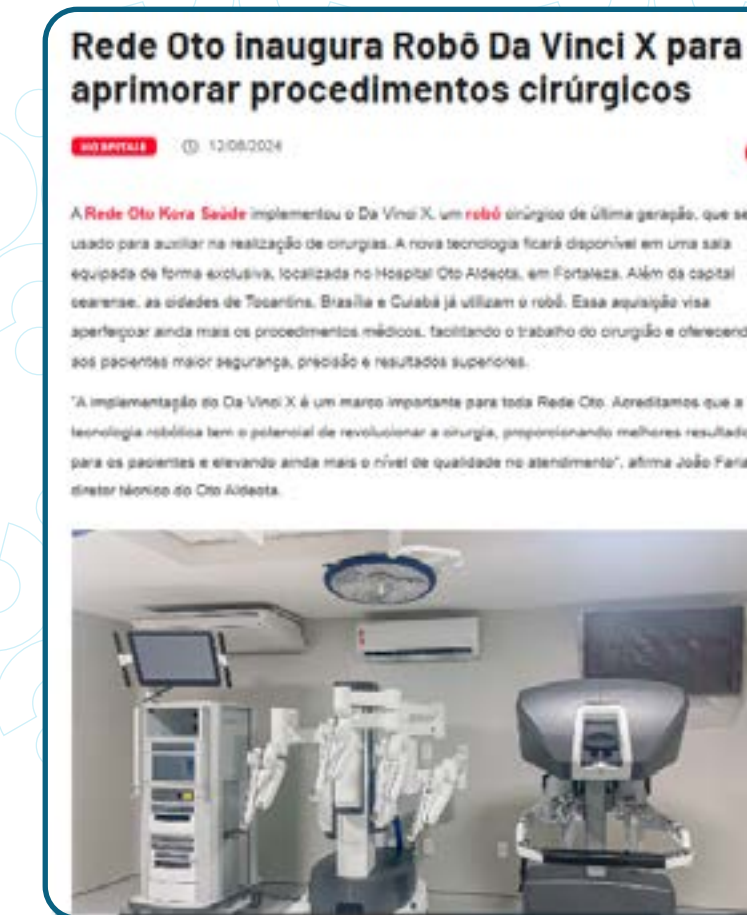 Rede Oto inaugura Robô Da Vinci X para
aprimorar procedimentos cirúrgicos
HOSPITAIS 12/08/2024
A Rede Oto Kora Saúde implementou o Da Vinci X, um robô cirúrgico de última geração, que se
usado para auxiliar na realização de cirurgias. A nova tecnologia ficará disponível em uma sala
equipada de forma exclusiva, localizada no Hospital Oto Aldeota, em Fortaleza. Além da capital
cearense, as cidades de Tocantins, Brasília e Cuiabá já utilizam o robô. Essa aquisição visa
aperfeiçoar ainda mais os procedimentos médicos, facilitando o trabalho do cirurgião e oferecend
aos pacientes maior segurança, precisão e resultados superiores.
"A implementação do Da Vinci X é um marco importante para toda Rede Oto. Acreditamos que a
tecnologia robótica tem o potencial de revolucionar a cirurgia, proporcionando melhores resultado
para os pacientes e elevando ainda mais o nível de qualidade no atendimento", afirma João Faria
diretor técnico do Oto Aldeota.